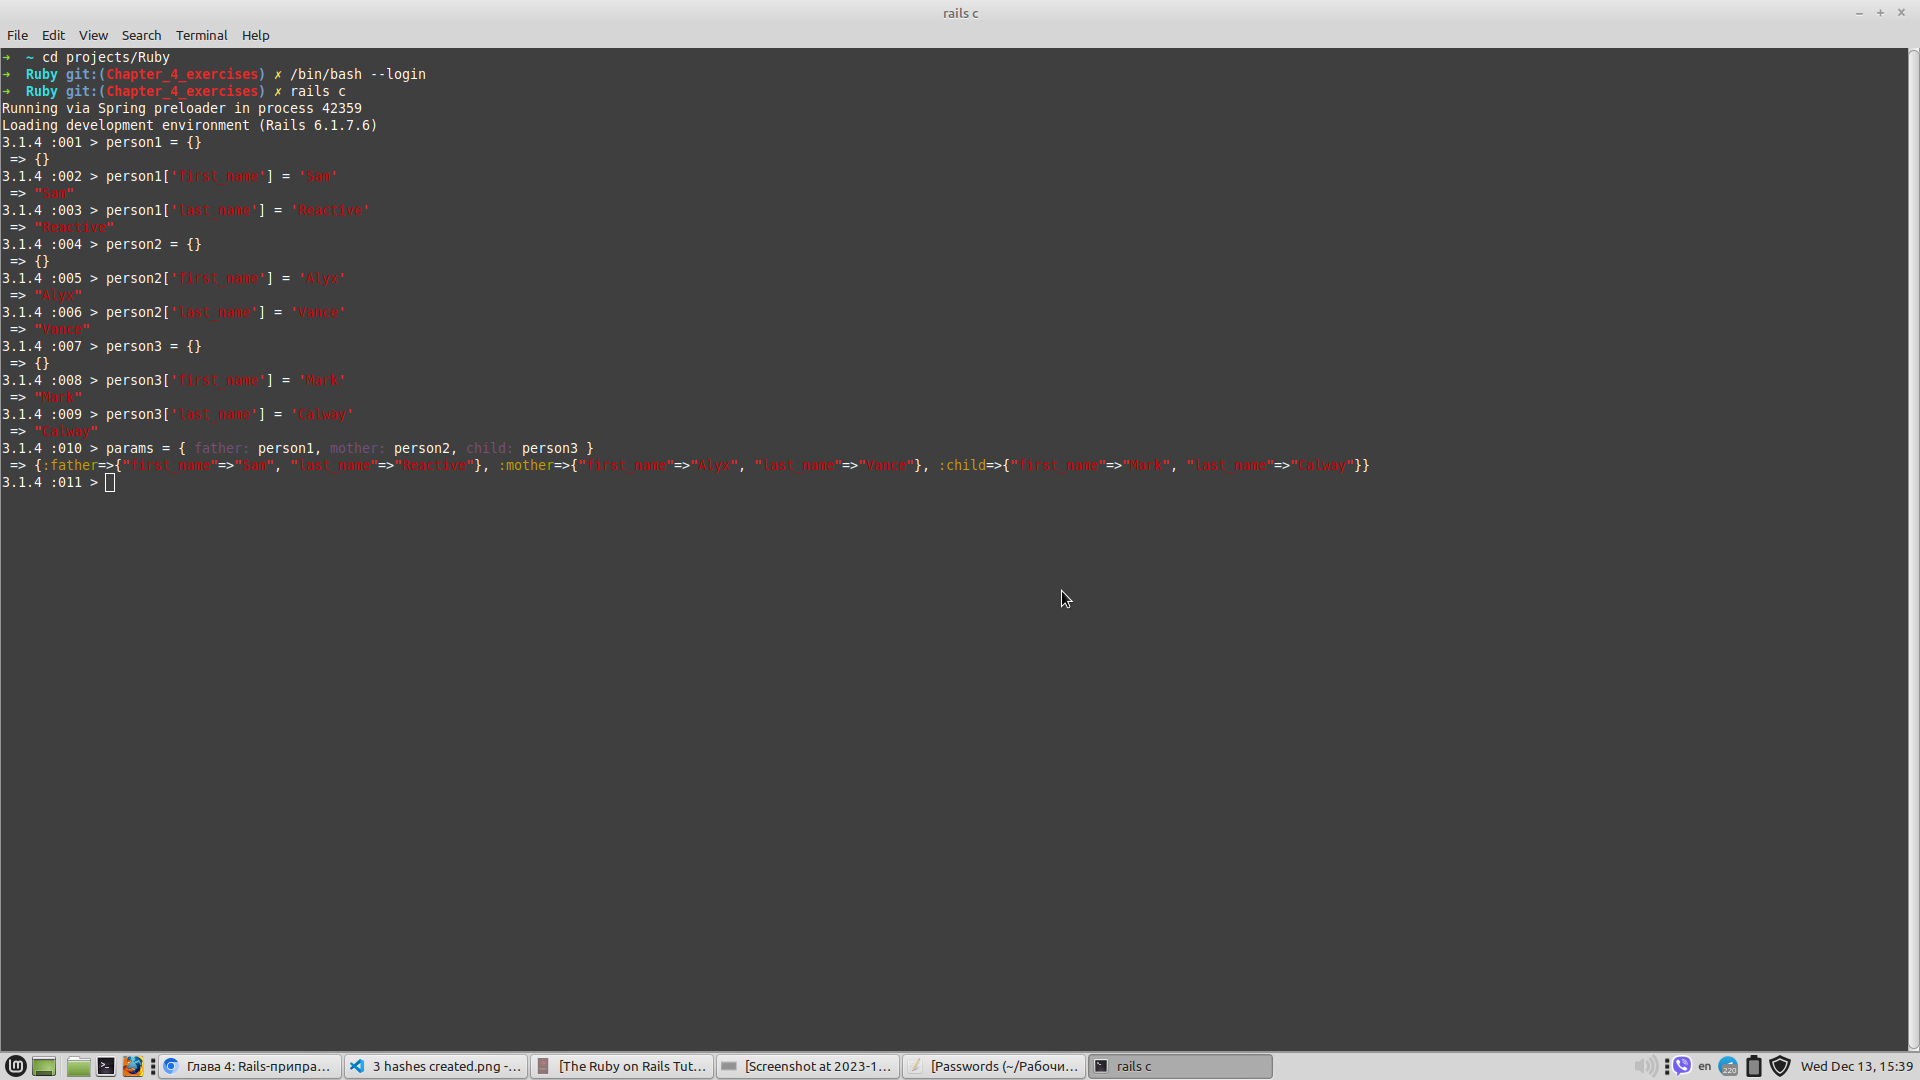 rails c
File Edit View Search Terminal Help
➜ ~ cd projects/Ruby
➜ Ruby git:(Chapter_4_exercises) ✗ /bin/bash --login
➜ Ruby git:(Chapter_4_exercises) ✗ rails c
Running via Spring preloader in process 42359
Loading development environment (Rails 6.1.7.6)
3.1.4 :001 > person1 = {}
=> {}
3.1.4 :002 > person1['first_name'] = 'Sam'
=> "Sam"
3.1.4 :003 > person1['last_name'] = 'Reactive'
=> "Reactive"
3.1.4 :004 > person2 = {}
=> {}
3.1.4 :005 > person2['first_name'] = 'Alyx'
=> "Alyx"
3.1.4 :006 > person2['last_name'] = 'Vance'
=> "Vance"
3.1.4 :007 > person3 = {}
=> {}
3.1.4 :008 > person3['first_name'] = 'Mark'
=> "Mark"
3.1.4 :009 > person3['last_name'] = 'Calway'
=> "Calway"
3.1.4 :010 > params = { father: person1, mother: person2, child: person3 }
=> {:father=>{"first_name"=>"Sam", "last_name"=>"Reactive"}, :mother=>{"first_name"=>"Alyx", "last_name"=>"Vance"}, :child=>{"first_name"=>"Mark", "last_name"=>"Calway"}}
3.1.4 :011 >
Глава 4: Rails-припра... 3 hashes created.png -... [The Ruby on Rails Tut... [Screenshot at 2023-1... [Passwords (~/Рабочи... rails c en 220 Wed Dec 13, 15:39